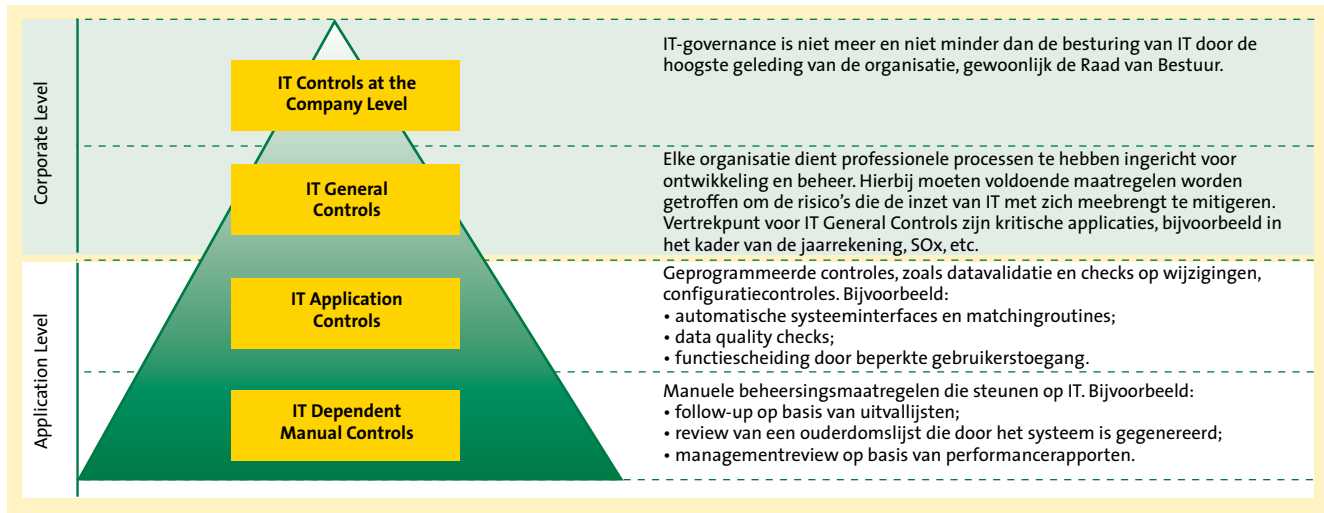 Corporate Level
IT Controls at the
Company Level
IT-governance is niet meer en niet minder dan de besturing van IT door de
hoogste geleding van de organisatie, gewoonlijk de Raad van Bestuur.
IT General
Controls
Elke organisatie dient professionele processen te hebben ingericht voor
ontwikkeling en beheer. Hierbij moeten voldoende maatregelen worden
getroffen om de risico's die de inzet van IT met zich meebrengt te mitigeren.
Vertrekpunt voor IT General Controls zijn kritische applicaties, bijvoorbeeld in
het kader van de jaarrekening, SOx, etc.
Application Level
IT Application
Controls
Geprogrammeerde controles, zoals datavalidatie en checks op wijzigingen,
configuratiecontroles. Bijvoorbeeld:
• automatische systeeminterfaces en matchingroutines;
• data quality checks;
• functiescheiding door beperkte gebruikerstoegang.
IT Dependent
Manual Controls
Manuele beheersingsmaatregelen die steunen op IT. Bijvoorbeeld:
• follow-up op basis van uitvallijsten;
• review van een ouderdomslijst die door het systeem is gegenereerd;
• managementreview op basis van performancerapporten.